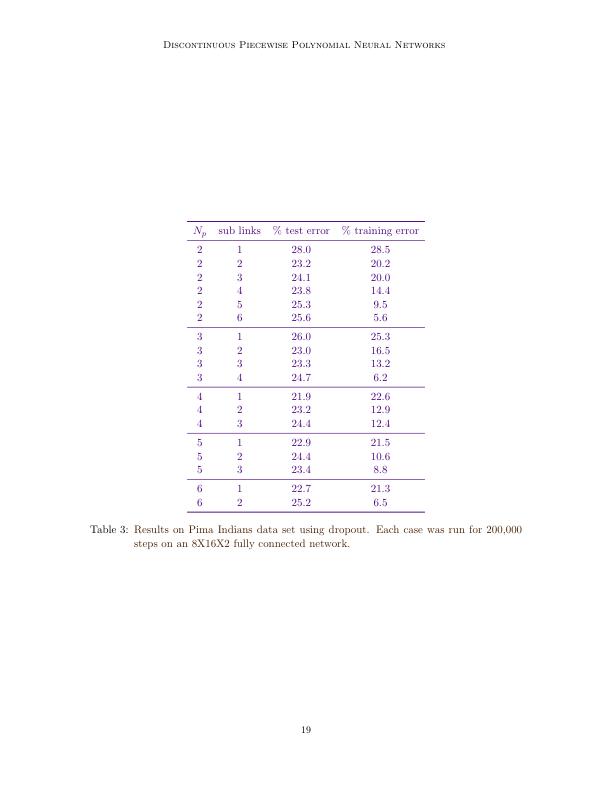 Discontinuous Piecewise Polynomial Neural Networks
Np sub links % test error % training error
2 1 28.0 28.5
2 2 23.2 20.2
2 3 24.1 20.0
2 4 23.8 14.4
2 5 25.3 9.5
2 6 25.6 5.6
3 1 26.0 25.3
3 2 23.0 16.5
3 3 23.3 13.2
3 4 24.7 6.2
4 1 21.9 22.6
4 2 23.2 12.9
4 3 24.4 12.4
5 1 22.9 21.5
5 2 24.4 10.6
5 3 23.4 8.8
6 1 22.7 21.3
6 2 25.2 6.5
Table 3: Results on Pima Indians data set using dropout. Each case was run for 200,000
steps on an 8X16X2 fully connected network.
19